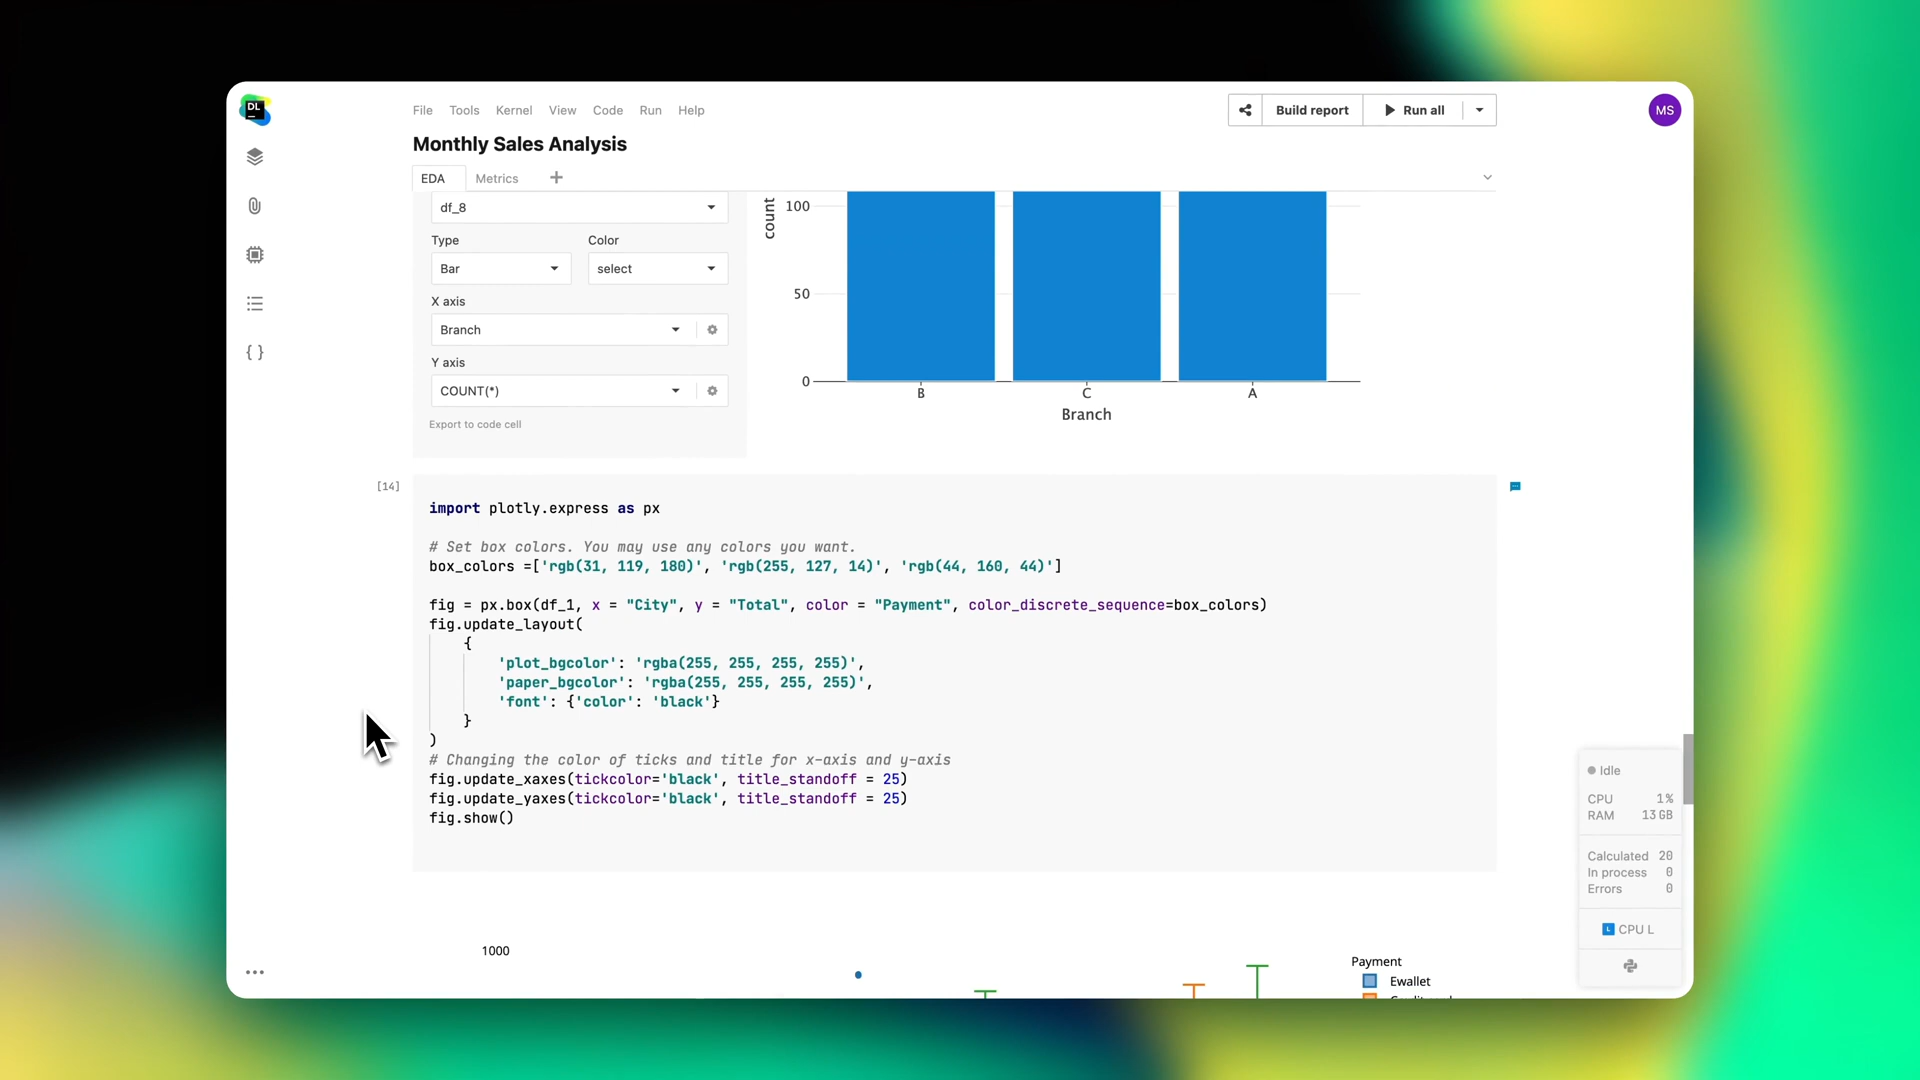 DL
File Tools Kernel View Code Run Help
Build report
Run all
MS
Monthly Sales Analysis
EDA Metrics
df_8
Type
Color
Bar
select
X axis
Branch
Y axis
COUNT(*)
Export to code cell
count
100
50
0
B C A
Branch
[14]
import plotly.express as px
# Set box colors. You may use any colors you want.
box_colors =['rgb(31, 119, 180)', 'rgb(255, 127, 14)', 'rgb(44, 160, 44)']
fig = px.box(df_1, x = "City", y = "Total", color = "Payment", color_discrete_sequence=box_colors)
fig.update_layout(
{
'plot_bgcolor': 'rgba(255, 255, 255, 255)',
'paper_bgcolor': 'rgba(255, 255, 255, 255)',
'font': {'color': 'black'}
}
)
# Changing the color of ticks and title for x-axis and y-axis
fig.update_xaxes(tickcolor='black', title_standoff = 25)
fig.update_yaxes(tickcolor='black', title_standoff = 25)
fig.show()
1000
Payment
Ewallet
Idle
CPU 1%
RAM 13 GB
Calculated 20
In process 0
Errors 0
L CPU L